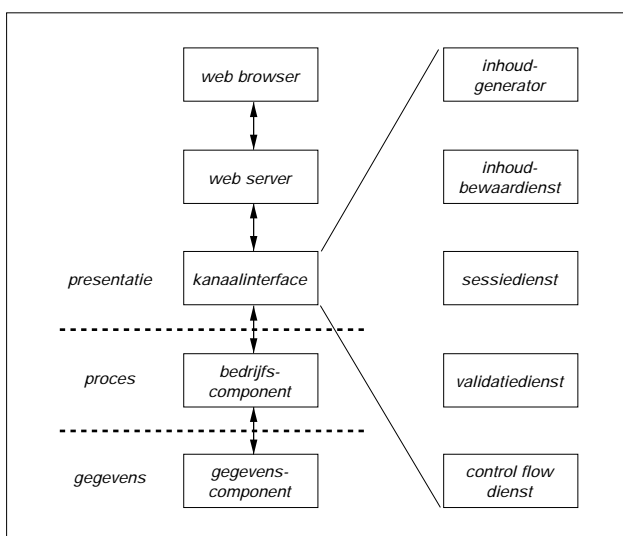 web browser
web server
presentatie
kanaalinterface
proces
bedrijfs-
component
gegevens
gegevens-
component
inhoud-
generator
inhoud-
bewaardienst
sessiedienst
validatiedienst
control flow
dienst